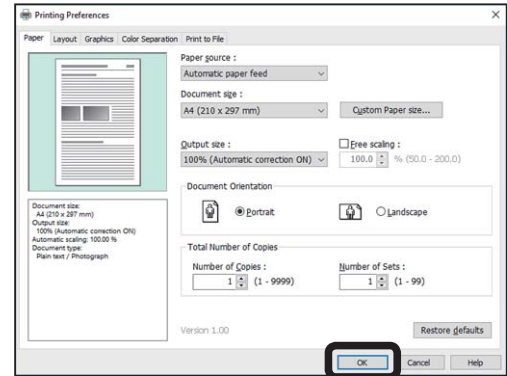 Printing Preferences
Paper Layout Graphics Color Separation Print to File
Paper source :
Automatic paper feed
Document size :
A4 (210 x 297 mm)
Custom Paper size...
Output size :
Free scaling :
100% (Automatic correction ON)
100.0 % (50.0 - 200.0)
Document Orientation
Portrait
Landscape
Document size:
A4 (210 x 297 mm)
Output size:
100% (Automatic correction ON)
Automatic scaling: 100.00 %
Document type:
Plain text / Photograph
Total Number of Copies
Number of Copies :
Number of Sets :
1 (1 - 9999)
1 (1 - 99)
Version 1.00
Restore defaults
OK Cancel Help